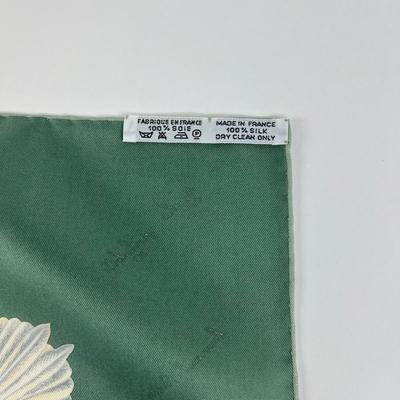 FABRIQUE EN FRANCE
100% SOIE
MADE IN FRANCE
100% SILK
DRY CLEAN ONLY